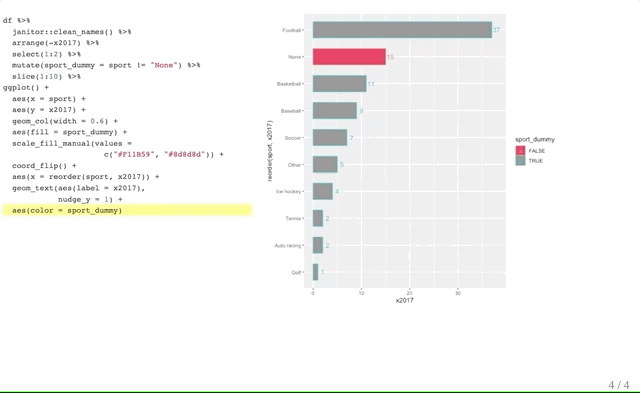 df %>%
janitor::clean_names() %>%
arrange(-x2017) %>%
select(1:2) %>%
mutate(sport_dummy = sport != "None") %>%
slice(1:10) %>%
ggplot() +
aes(x = sport) +
aes(y = x2017) +
geom_col(width = 0.6) +
aes(fill = sport_dummy) +
scale_fill_manual(values =
c("#F11B59", "#8d8d8d")) +
coord_flip() +
aes(x = reorder(sport, x2017)) +
geom_text(aes(label = x2017),
nudge_y = 1) +
aes(color = sport_dummy)
reorder(sport, x2017)
Football 37
None 15
Basketball 11
Baseball 9
Soccer 7
Other 5
Ice hockey 4
Tennis 2
Auto racing 2
Golf 1
0 10 20 30
x2017
sport_dummy
FALSE
TRUE
4 / 4